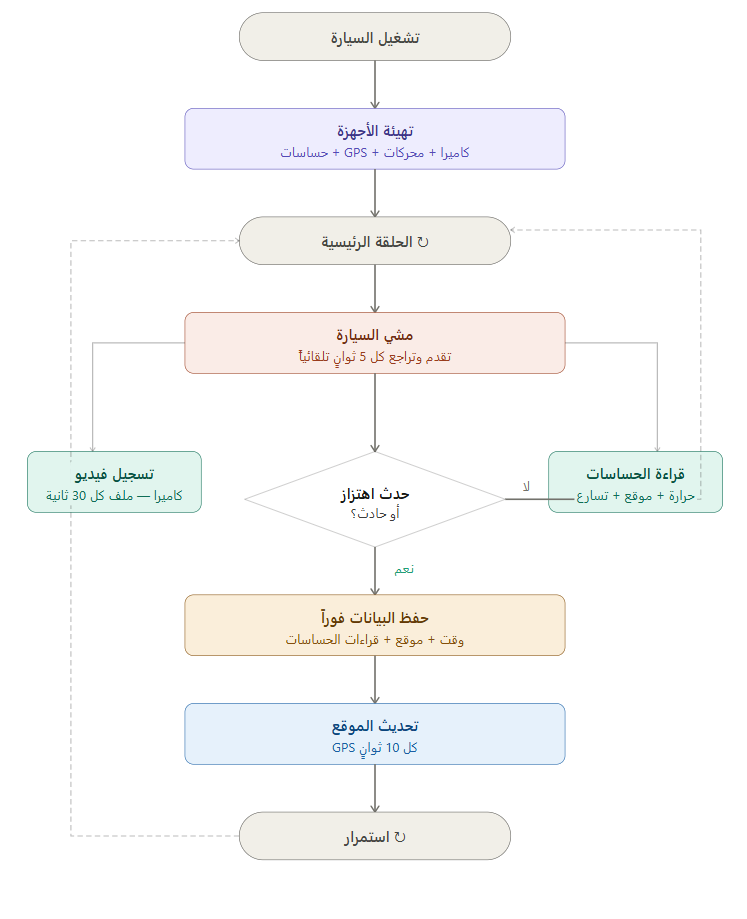 تشغيل السيارة
تهيئة الأجهزة
كاميرا + محركات + GPS + حساسات
↻ الحلقة الرئيسية
مشي السيارة
تقدم وتراجع كل 5 ثوانٍ تلقائياً
قراءة الحساسات
حرارة + موقع + تسارع
لا
حدث اهتزاز
أو حادث؟
تسجيل فيديو
كاميرا — ملف كل 30 ثانية
نعم
حفظ البيانات فوراً
وقت + موقع + قراءات الحساسات
تحديث الموقع
GPS كل 10 ثوانٍ
↻ استمرار